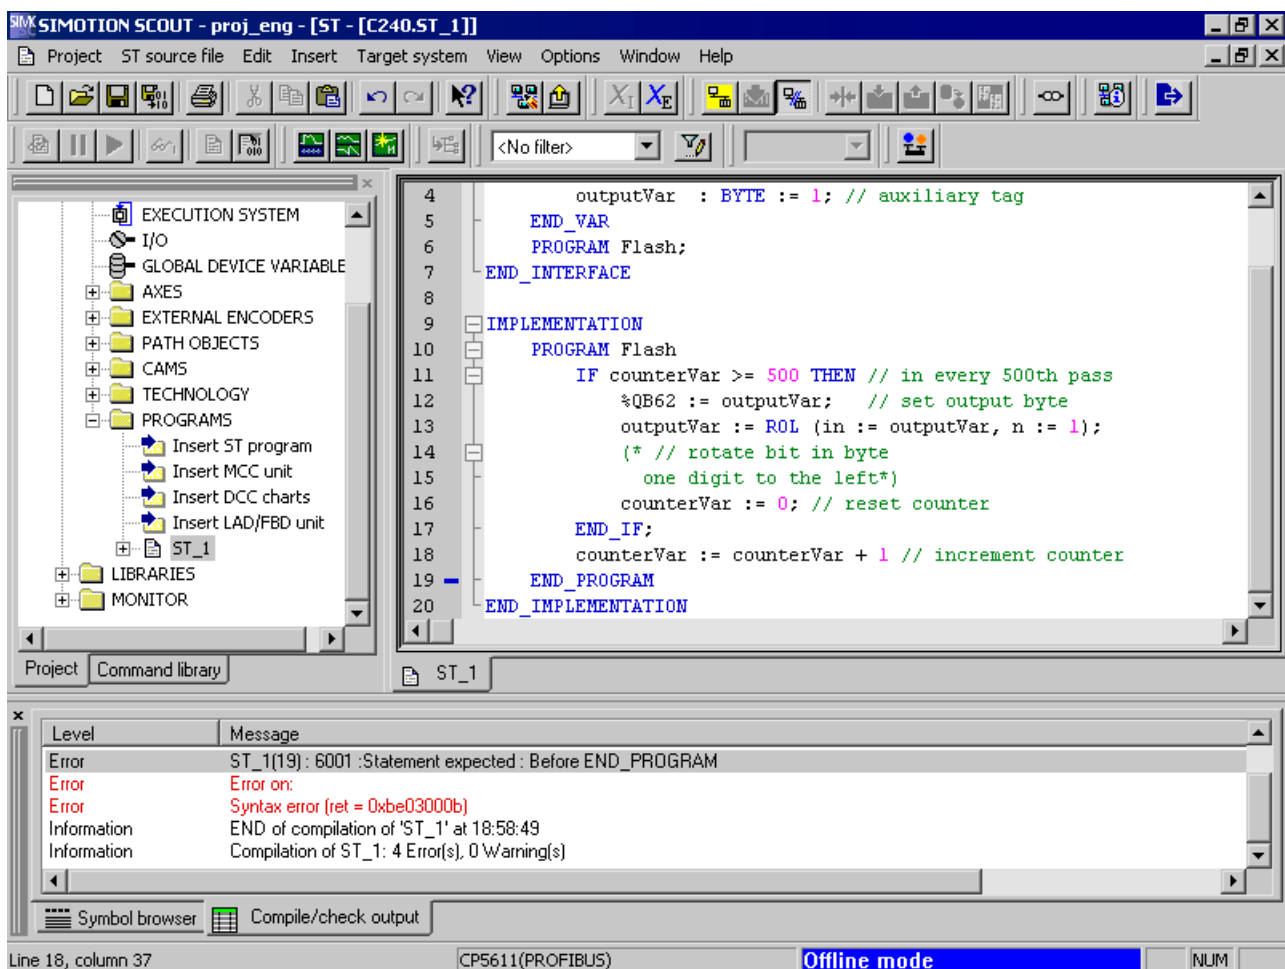 SIMOTION SCOUT - proj_eng - [ST - [C240.ST_1]]
Project ST source file Edit Insert Target system View Options Window Help
<No filter>
EXECUTION SYSTEM
I/O
GLOBAL DEVICE VARIABLE
AXES
EXTERNAL ENCODERS
PATH OBJECTS
CAMS
TECHNOLOGY
PROGRAMS
Insert ST program
Insert MCC unit
Insert DCC charts
Insert LAD/FBD unit
ST_1
LIBRARIES
MONITOR
Project Command library
4 outputVar : BYTE := 1; // auxiliary tag
5 END_VAR
6 PROGRAM Flash;
7 END_INTERFACE
8
9 IMPLEMENTATION
10 PROGRAM Flash
11 IF counterVar >= 500 THEN // in every 500th pass
12 %QB62 := outputVar; // set output byte
13 outputVar := ROL (in := outputVar, n := 1);
14 (* // rotate bit in byte
15 one digit to the left*)
16 counterVar := 0; // reset counter
17 END_IF;
18 counterVar := counterVar + 1 // increment counter
19 END_PROGRAM
20 END_IMPLEMENTATION
ST_1
Level Message
Error ST_1(19) : 6001 :Statement expected : Before END_PROGRAM
Error Error on:
Error Syntax error (ret = 0xbe03000b)
Information END of compilation of 'ST_1' at 18:58:49
Information Compilation of ST_1: 4 Error(s), 0 Warning(s)
Symbol browser Compile/check output
Line 18, column 37 CP5611(PROFIBUS) Offline mode NUM